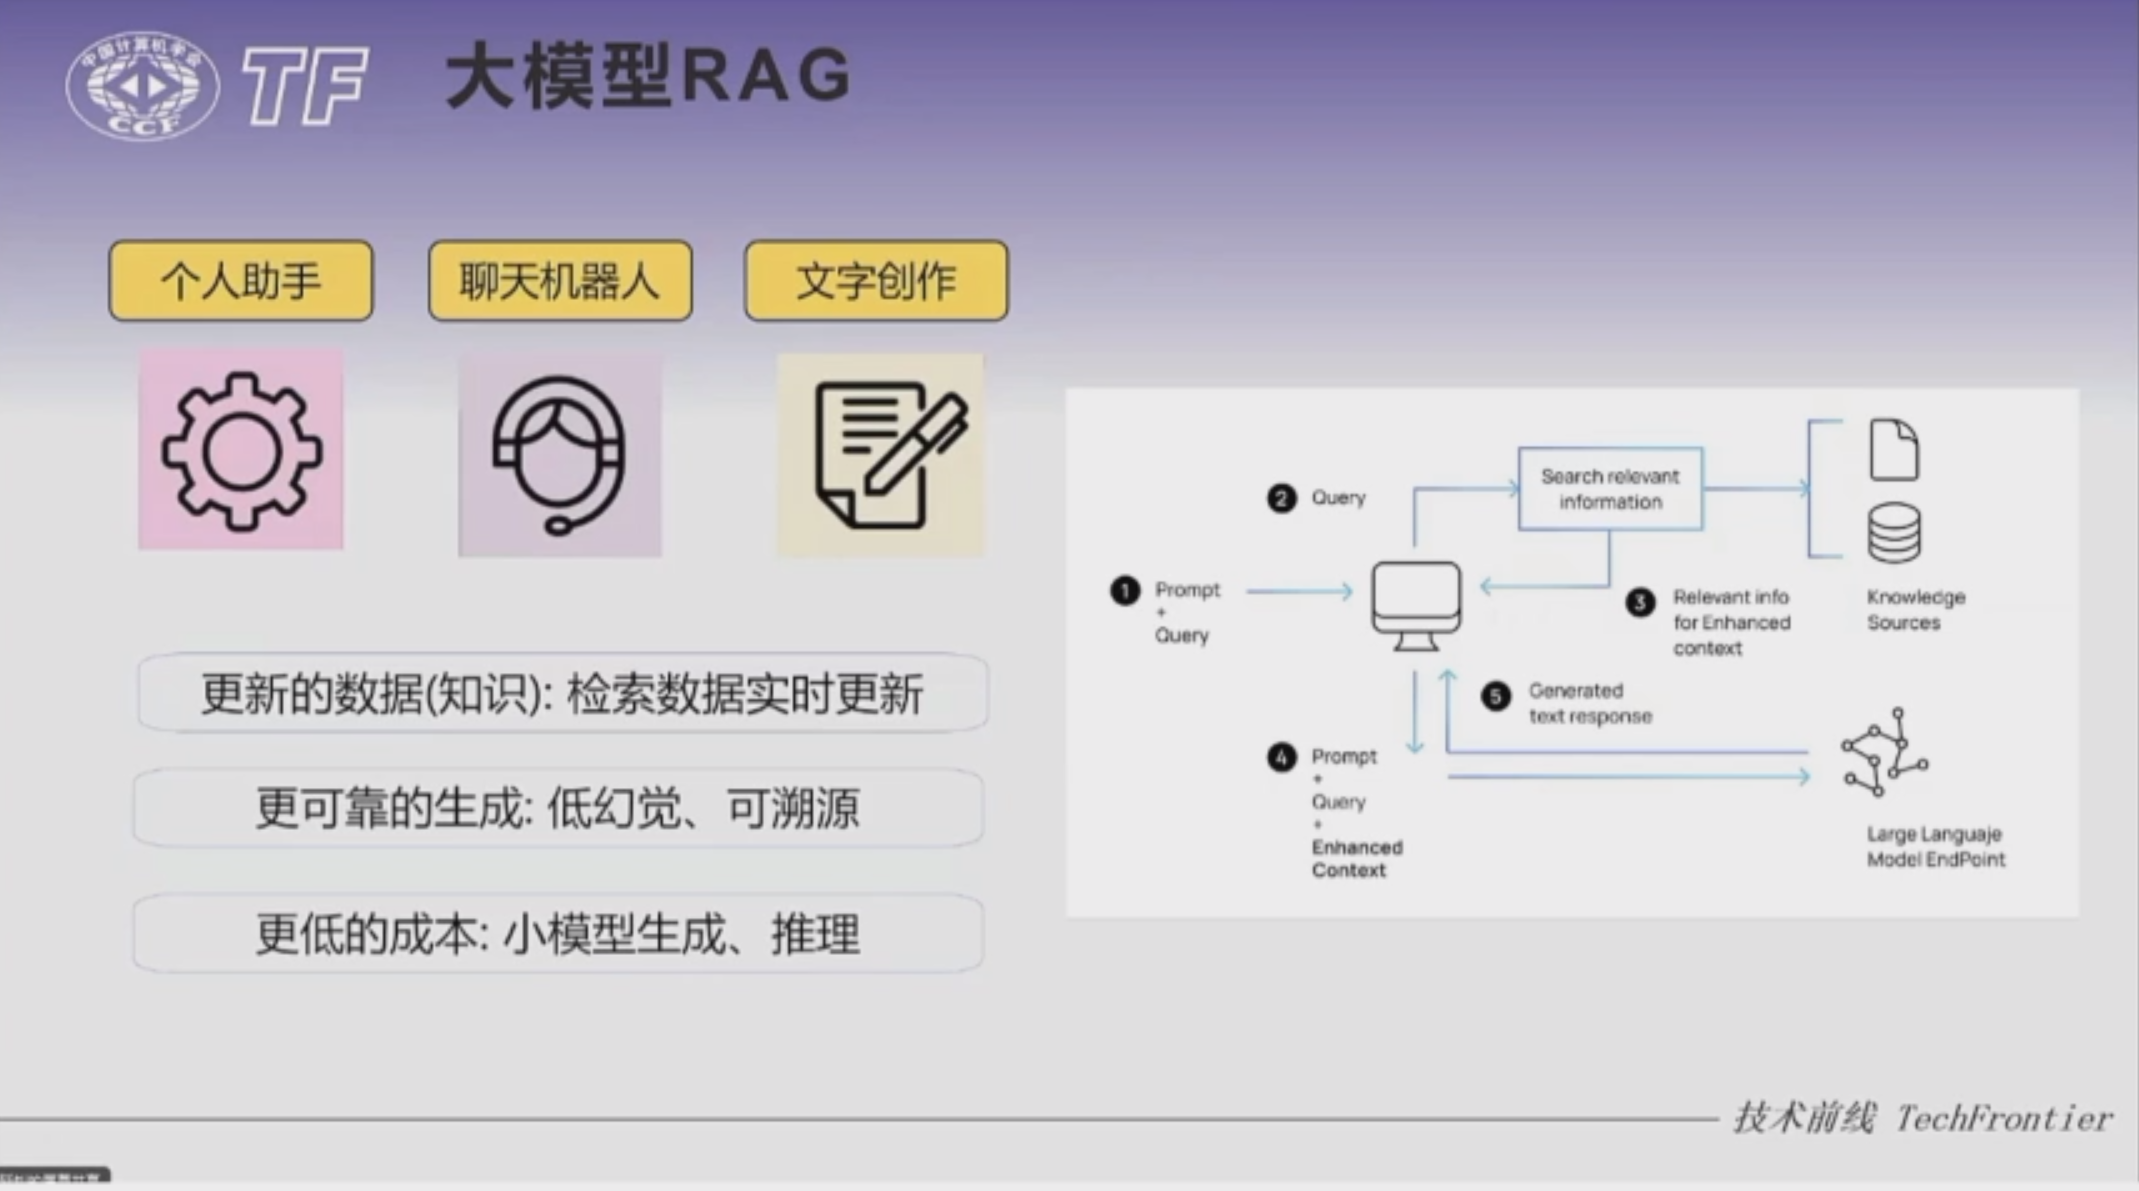 中国计算机学会
CCF
TF
大模型RAG
个人助手
聊天机器人
文字创作
更新的数据(知识): 检索数据实时更新
更可靠的生成: 低幻觉、可溯源
更低的成本: 小模型生成、推理
1
Prompt
+
Query
2
Query
Search relevant
information
3
Relevant info
for Enhanced
context
Knowledge
Sources
4
Prompt
+
Query
+
Enhanced
Context
5
Generated
text response
Large Languaje
Model EndPoint
技术前线 TechFrontier